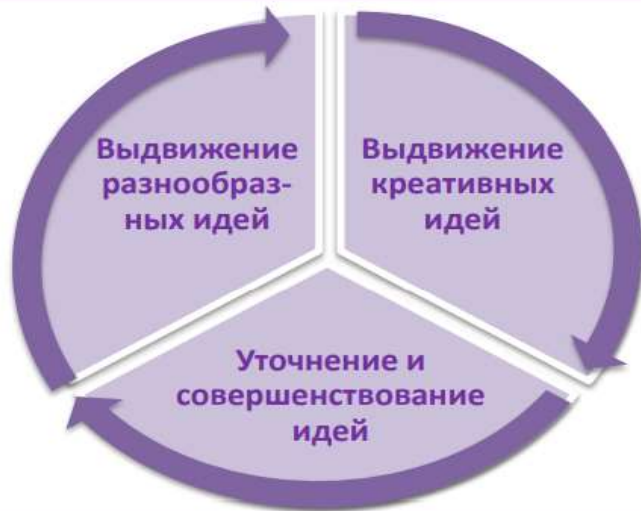 Выдвижение
разнообраз-
ных идей
Выдвижение
креативных
идей
Уточнение и
совершенствование
идей